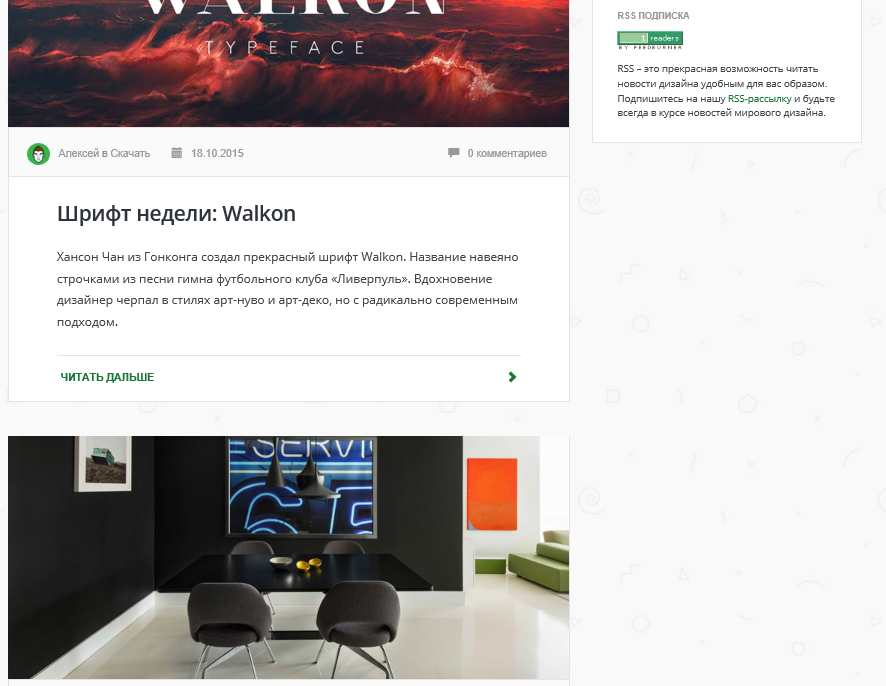 WALKON
TYPEFACE
Алексей в Скачать 18.10.2015 0 комментариев
Шрифт недели: Walkon
Хансон Чан из Гонконга создал прекрасный шрифт Walkon. Название навеяно
строчками из песни гимна футбольного клуба «Ливерпуль». Вдохновение
дизайнер черпал в стилях арт-нуво и арт-деко, но с радикально современным
подходом.
ЧИТАТЬ ДАЛЬШЕ
SERVI
RSS ПОДПИСКА
1 readers
BY FEEDBURNER
RSS – это прекрасная возможность читать
новости дизайна удобным для вас образом.
Подпишитесь на нашу RSS-рассылку и будьте
всегда в курсе новостей мирового дизайна.